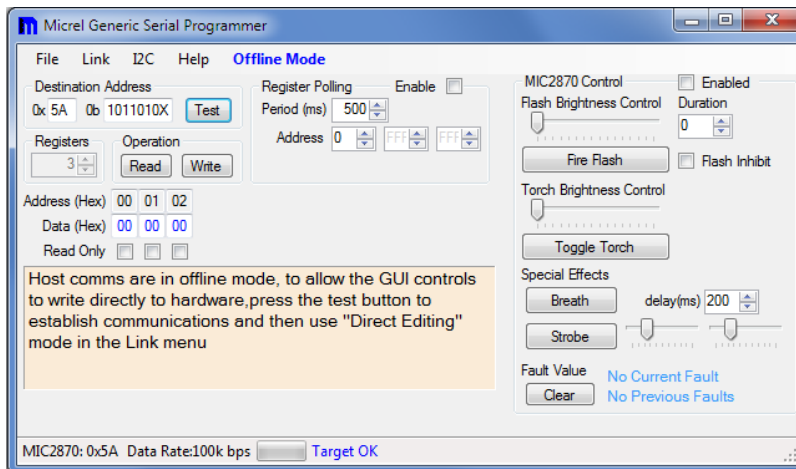 Micrel Generic Serial Programmer
File Link I2C Help Offline Mode
Destination Address
0x 5A 0b 1011010X Test
Registers
3
Operation
Read Write
Register Polling Enable
Period (ms) 500
Address 0 FFF FFF
Address (Hex) 00 01 02
Data (Hex) 00 00 00
Read Only
Host comms are in offline mode, to allow the GUI controls
to write directly to hardware,press the test button to
establish communications and then use "Direct Editing"
mode in the Link menu
MIC2870 Control Enabled
Flash Brightness Control Duration
0
Fire Flash Flash Inhibit
Torch Brightness Control
Toggle Torch
Special Effects
Breath delay(ms) 200
Strobe
Fault Value
Clear
No Current Fault
No Previous Faults
MIC2870: 0x5A Data Rate:100k bps Target OK